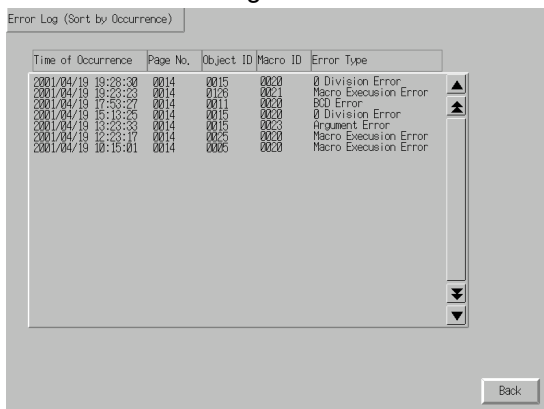 Error Log (Sort by Occurrence)
Time of Occurrence Page No. Object ID Macro ID Error Type
2001/04/19 19:28:30 0014 0015 0020 0 Division Error
2001/04/19 19:23:23 0014 0126 0021 Macro Execusion Error
2001/04/19 17:53:27 0014 0011 0020 BCD Error
2001/04/19 15:13:25 0014 0015 0020 0 Division Error
2001/04/19 13:23:33 0014 0015 0023 Argument Error
2001/04/19 12:23:17 0014 0025 0020 Macro Execusion Error
2001/04/19 10:15:01 0014 0005 0020 Macro Execusion Error
Back